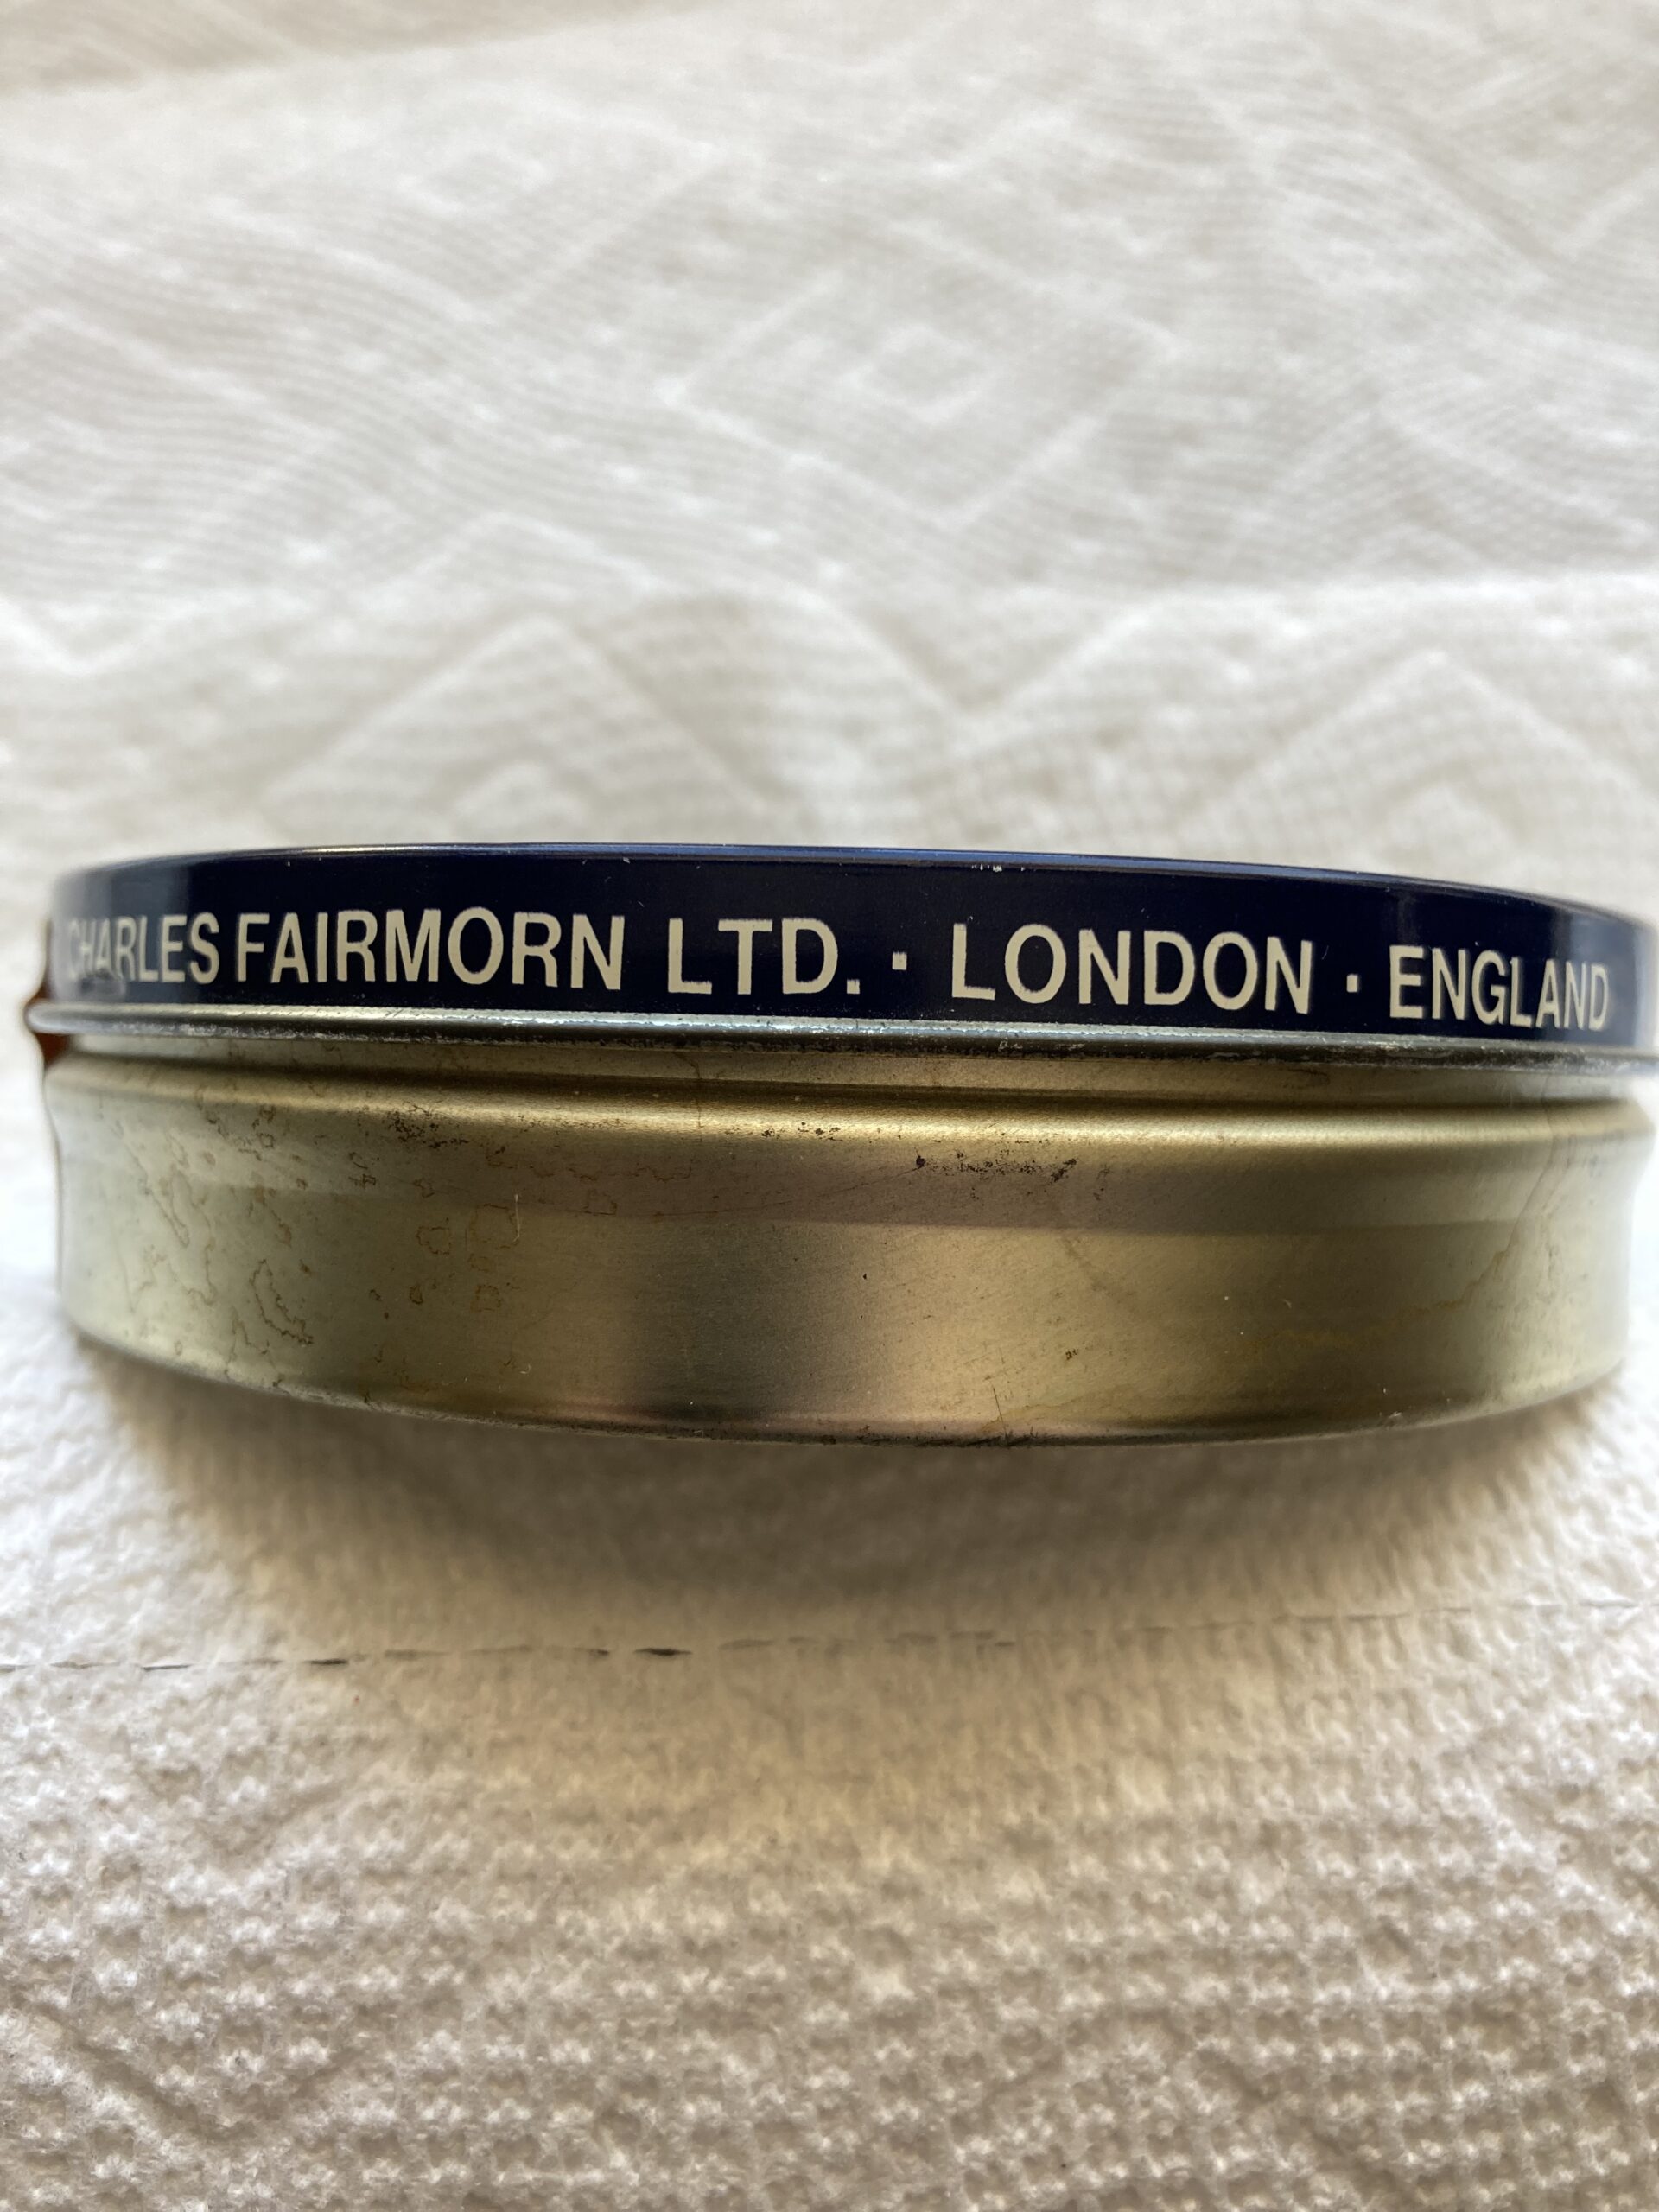 CHARLES FAIRMORN LTD. · LONDON · ENGLAND